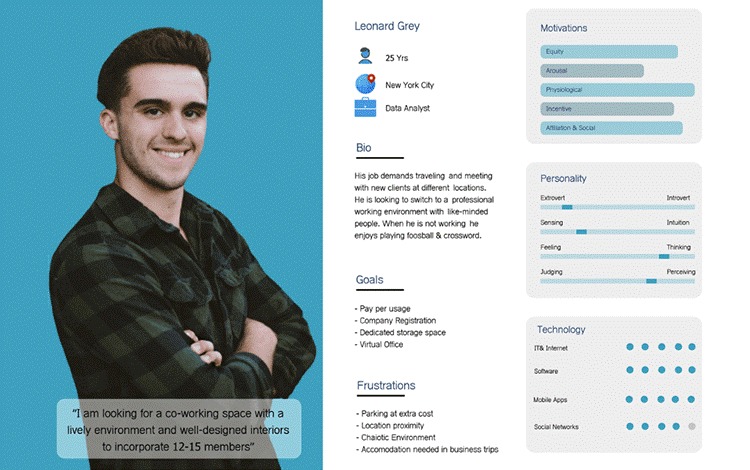 Leonard Grey
25 Yrs
New York City
Data Analyst
Bio
His job demands traveling and meeting
with new clients at different locations.
He is looking to switch to a professional
working environment with like-minded
people. When he is not working he
enjoys playing foosball & crossword.
Goals
- Pay per usage
- Company Registration
- Dedicated storage space
- Virtual Office
Frustrations
- Parking at extra cost
- Location proximity
- Chaiotic Environment
- Accomodation needed in business trips
"I am looking for a co-working space with a
lively environment and well-designed interiors
to incorporate 12-15 members"
Motivations
Equity
Arousal
Physiological
Incentive
Affiliation & Social
Personality
Extrovert Introvert
Sensing Intuition
Feeling Thinking
Judging Perceiving
Technology
IT& Internet
Software
Mobile Apps
Social Networks